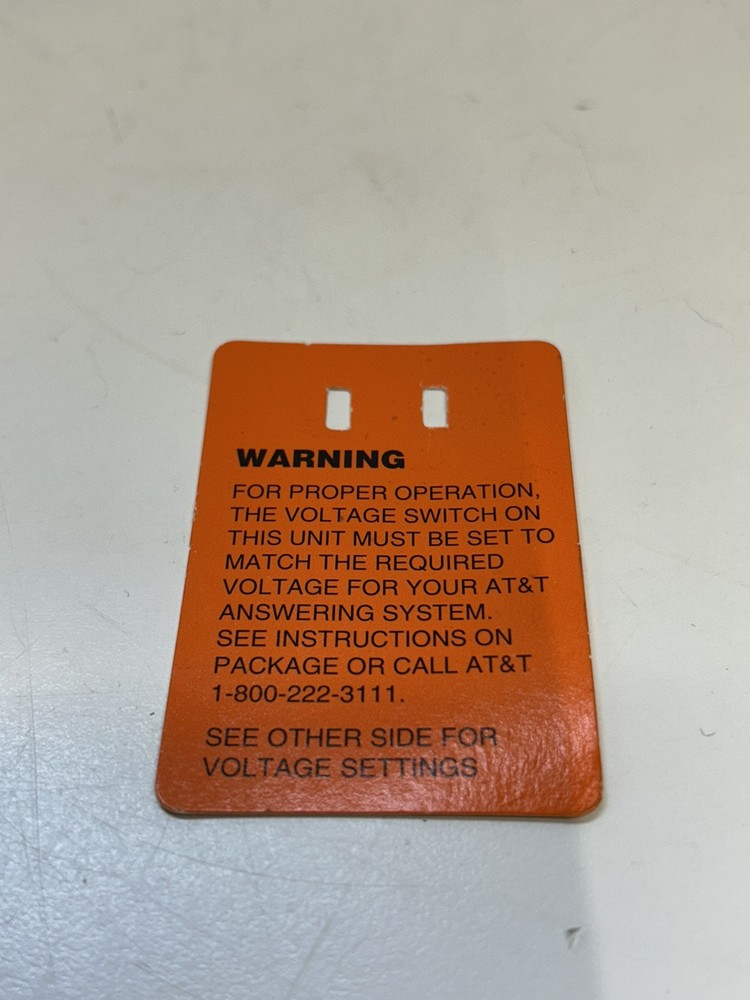 WARNING
FOR PROPER OPERATION,
THE VOLTAGE SWITCH ON
THIS UNIT MUST BE SET TO
MATCH THE REQUIRED
VOLTAGE FOR YOUR AT&T
ANSWERING SYSTEM.
SEE INSTRUCTIONS ON
PACKAGE OR CALL AT&T
1-800-222-3111.
SEE OTHER SIDE FOR
VOLTAGE SETTINGS